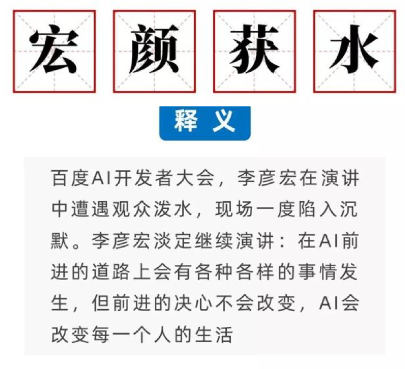 宏颜获水
释义
百度AI开发者大会，李彦宏在演讲
中遭遇观众泼水，现场一度陷入沉
默。李彦宏淡定继续演讲：在AI前
进的道路上会有各种各样的事情发
生，但前进的决心不会改变，AI会
改变每一个人的生活